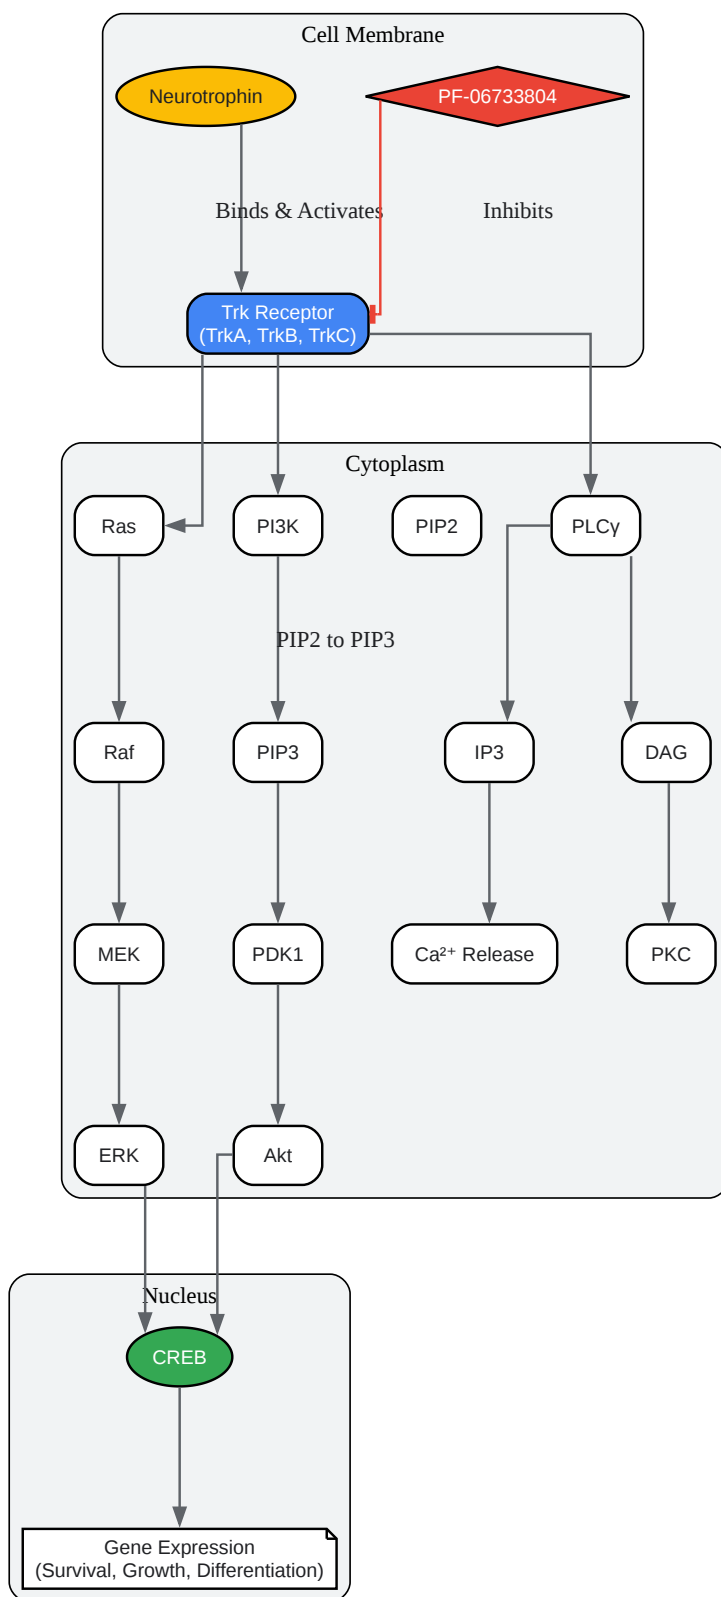 Cell Membrane
Neurotrophin
PF-06733804
Binds & Activates
Inhibits
Trk Receptor
(TrkA, TrkB, TrkC)
Cytoplasm
Ras
PI3K
PIP2
PLCγ
PIP2 to PIP3
Raf
PIP3
IP3
DAG
MEK
PDK1
Ca²⁺ Release
PKC
ERK
Akt
Nucleus
CREB
Gene Expression
(Survival, Growth, Differentiation)